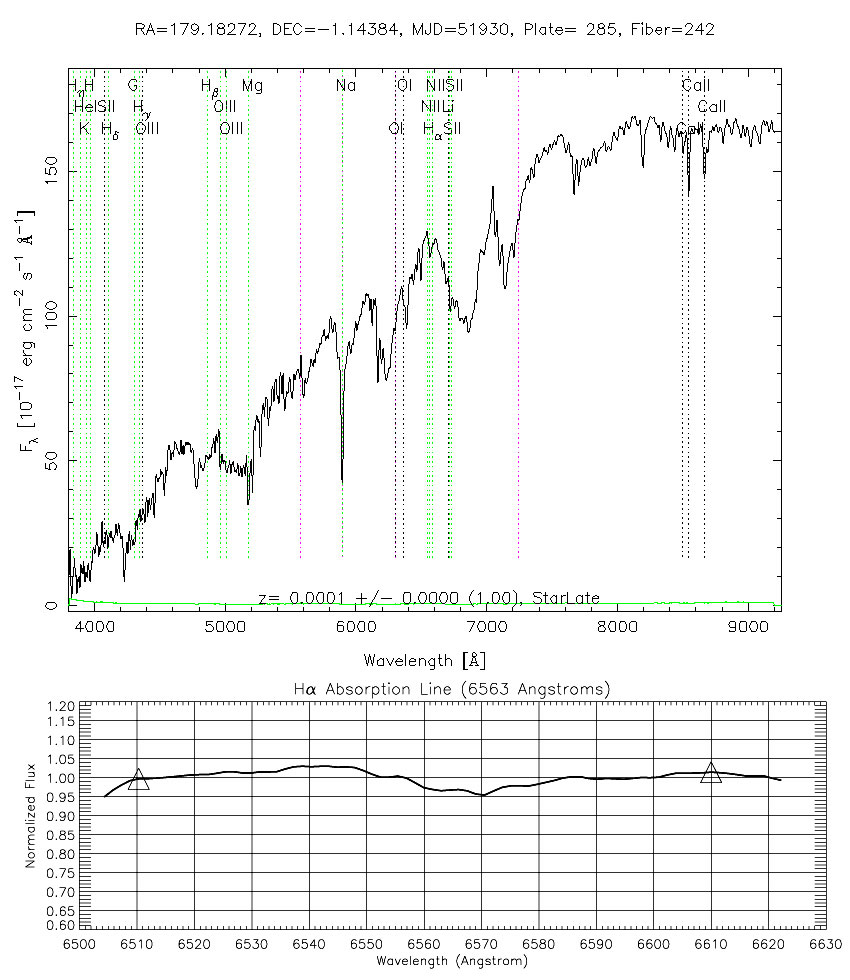 RA=179.18272, DEC=−1.14384, MJD=51930, Plate= 285, Fiber=242
G Hβ Mg Na OI NII SII CaII
HeI SII Hγ OIII NII Li CaII
K Hδ OIII OIII OI Hα SII
Fλ [10−17 erg cm−2 s−1 Å−1]
150
100
50
0
z= 0.0001 +/− 0.0000 (1.00), StarLate
4000 5000 6000 7000 8000 9000
Wavelength [Å]
Hα Absorption Line (6563 Angstroms)
Normalized Flux
1.20
1.15
1.10
1.05
1.00
0.95
0.90
0.85
0.80
0.75
0.70
0.65
0.60
6500 6510 6520 6530 6540 6550 6560 6570 6580 6590 6600 6610 6620 6630
Wavelength (Angstrom)